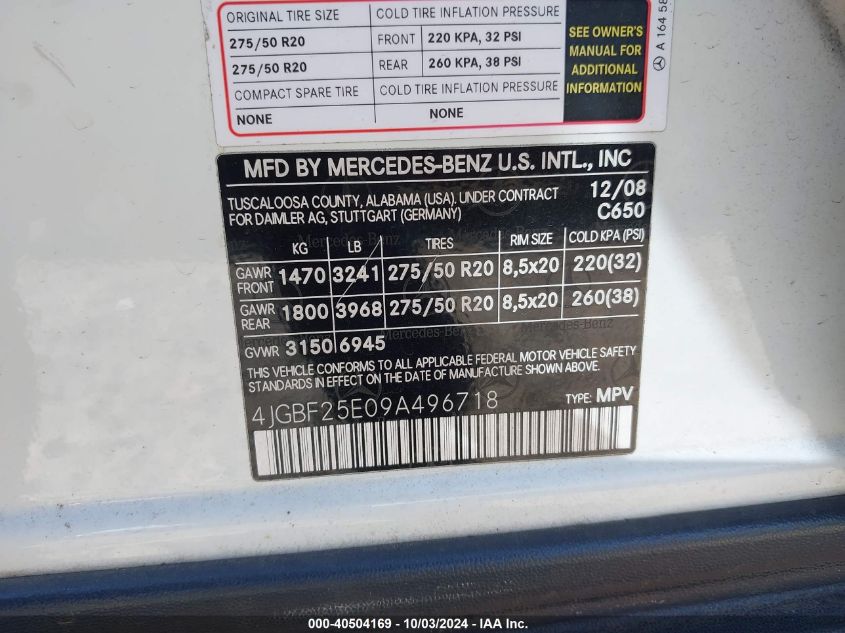 ORIGINAL TIRE SIZE COLD TIRE INFLATION PRESSURE
275/50 R20 FRONT 220 KPA, 32 PSI
275/50 R20 REAR 260 KPA, 38 PSI
COMPACT SPARE TIRE COLD TIRE INFLATION PRESSURE
NONE NONE
SEE OWNER'S
MANUAL FOR
ADDITIONAL
INFORMATION
A 164 58
MFD BY MERCEDES-BENZ U.S. INTL., INC
TUSCALOOSA COUNTY, ALABAMA (USA). UNDER CONTRACT 12/08
FOR DAIMLER AG, STUTTGART (GERMANY) C650
KG LB TIRES RIM SIZE COLD KPA (PSI)
GAWR FRONT 1470 3241 275/50 R20 8,5x20 220(32)
GAWR REAR 1800 3968 275/50 R20 8,5x20 260(38)
GVWR 3150 6945
THIS VEHICLE CONFORMS TO ALL APPLICABLE FEDERAL MOTOR VEHICLE SAFETY
STANDARDS IN EFFECT ON THE DATE OF MANUFACTURE SHOWN ABOVE.
4JGBF25E09A496718 TYPE: MPV
000-40504169 - 10/03/2024 - IAAI.COM